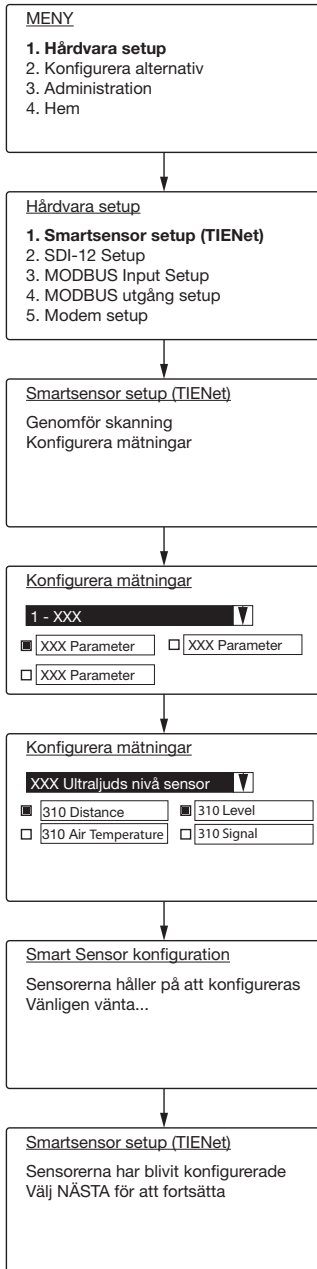 MENY
1. Hårdvara setup
2. Konfigurera alternativ
3. Administration
4. Hem
Hårdvara setup
1. Smartsensor setup (TIENet)
2. SDI-12 Setup
3. MODBUS Input Setup
4. MODBUS utgång setup
5. Modem setup
Smartsensor setup (TIENet)
Genomför skanning
Konfigurera mätningar
Konfigurera mätningar
1 - XXX
XXX Parameter XXX Parameter
XXX Parameter
Konfigurera mätningar
XXX Ultraljuds nivå sensor
310 Distance 310 Level
310 Air Temperature 310 Signal
Smart Sensor konfiguration
Sensorerna håller på att konfigureras
Vänligen vänta...
Smartsensor setup (TIENet)
Sensorerna har blivit konfigurerade
Välj NÄSTA för att fortsätta